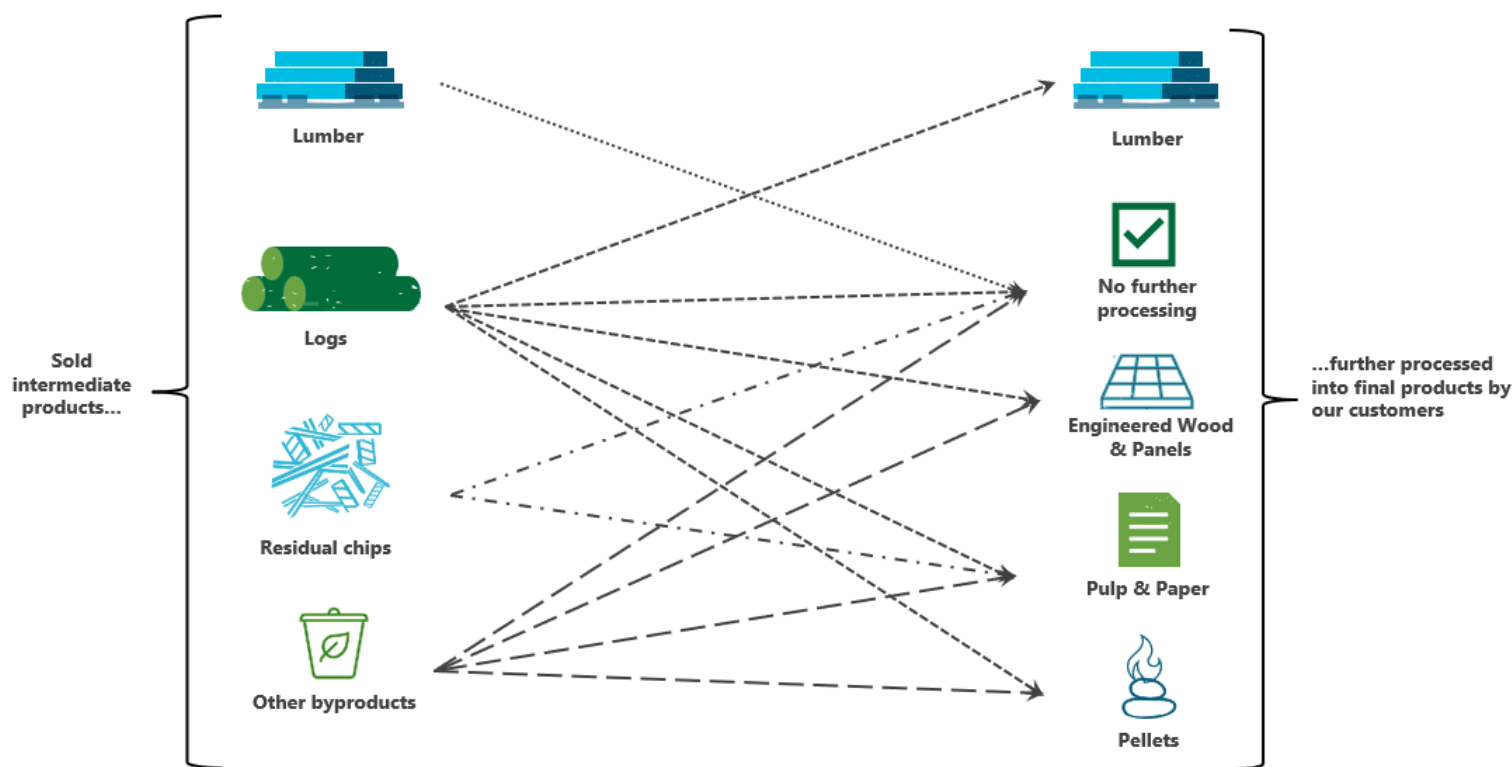 Sold
intermediate
products...
Lumber
Logs
Residual chips
Other byproducts
Lumber
No further
processing
Engineered Wood
& Panels
Pulp & Paper
Pellets
...further processed
into final products by
our customers